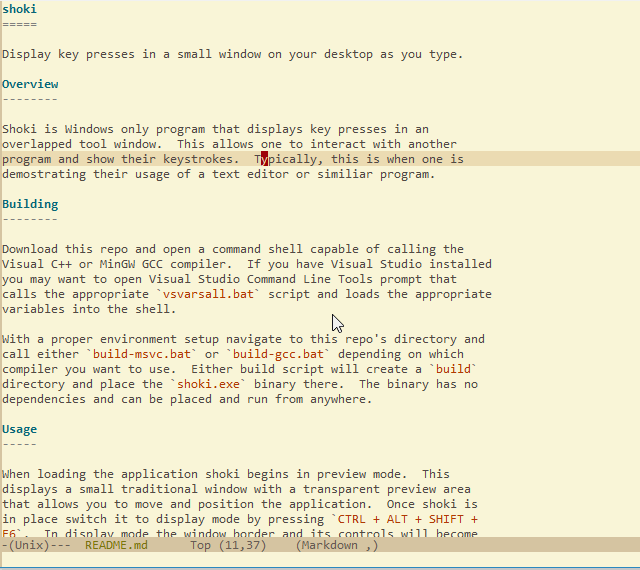 shoki
=====
Display key presses in a small window on your desktop as you type.
Overview
--------
Shoki is Windows only program that displays key presses in an
overlapped tool window.  This allows one to interact with another
program and show their keystrokes.  Typically, this is when one is
demostrating their usage of a text editor or similiar program.
Building
--------
Download this repo and open a command shell capable of calling the
Visual C++ or MinGW GCC compiler.  If you have Visual Studio installed
you may want to open Visual Studio Command Line Tools prompt that
calls the appropriate `vsvarsall.bat` script and loads the appropriate
variables into the shell.
With a proper environment setup navigate to this repo's directory and
call either `build-msvc.bat` or `build-gcc.bat` depending on which
compiler you want to use.  Either build script will create a `build`
directory and place the `shoki.exe` binary there.  The binary has no
dependencies and can be placed and run from anywhere.
Usage
-----
When loading the application shoki begins in preview mode.  This
displays a small traditional window with a transparent preview area
that allows you to move and position the application.  Once shoki is
in place switch it to display mode by pressing `CTRL + ALT + SHIFT +
F6`.  In display mode the window border and its controls will become
-(Unix)---  README.md      Top (11,37)    (Markdown ,)